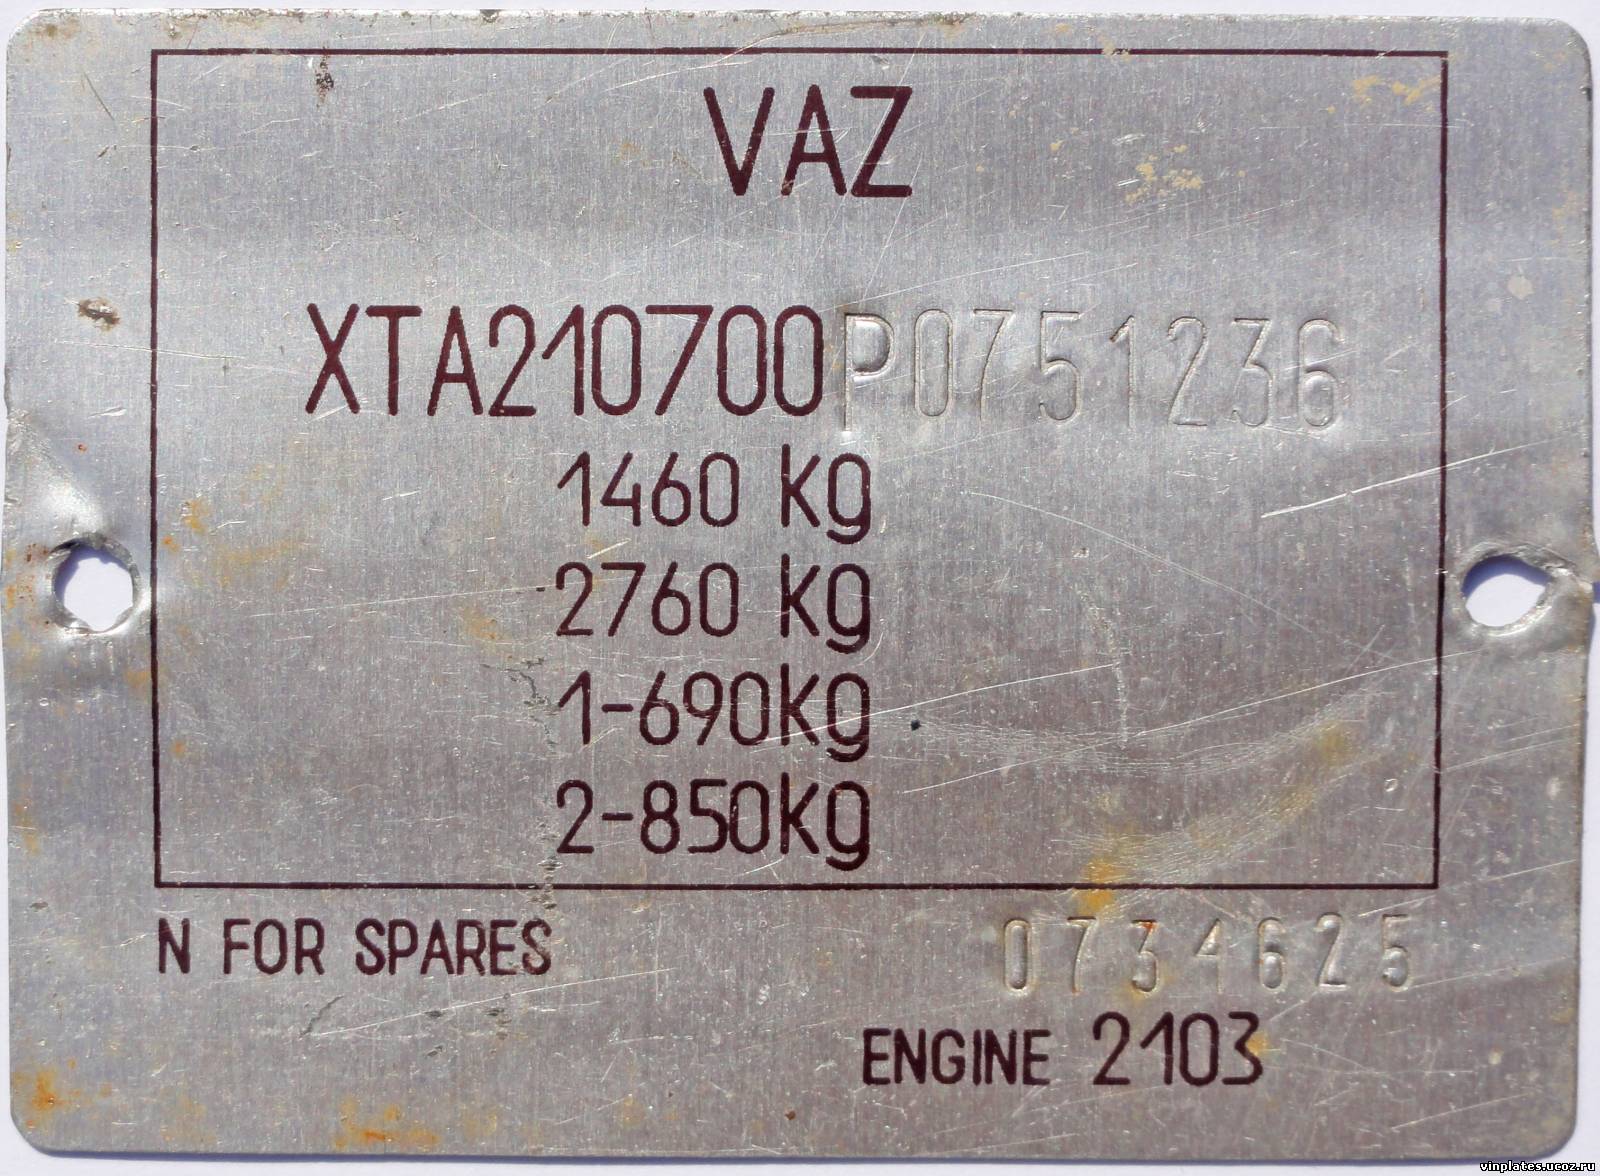 VAZ
XTA210700P0751236
1460 kg
2760 kg
1-690kg
2-850kg
N FOR SPARES 0734625
ENGINE 2103
vinplates.ucoz.ru